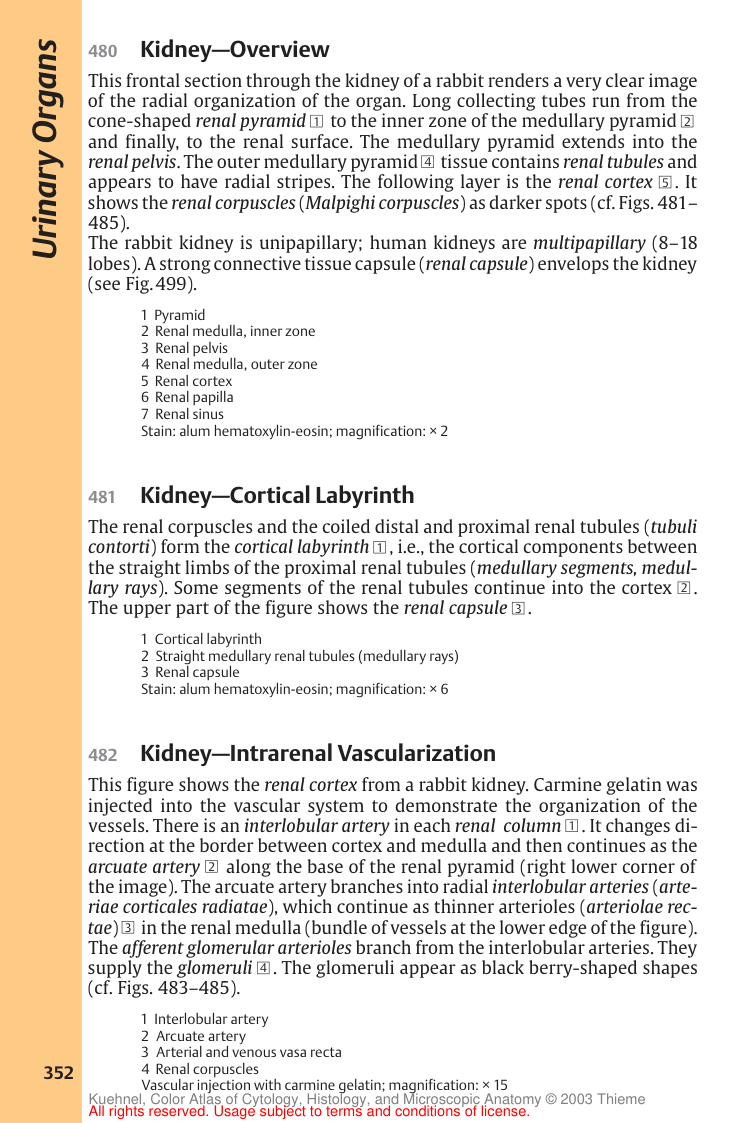 Urinary Organs
480 Kidney—Overview
This frontal section through the kidney of a rabbit renders a very clear image
of the radial organization of the organ. Long collecting tubes run from the
cone-shaped renal pyramid 1 to the inner zone of the medullary pyramid 2
and finally, to the renal surface. The medullary pyramid extends into the
renal pelvis. The outer medullary pyramid 4 tissue contains renal tubules and
appears to have radial stripes. The following layer is the renal cortex 5. It
shows the renal corpuscles (Malpighi corpuscles) as darker spots (cf. Figs. 481–
485).
The rabbit kidney is unipapillary; human kidneys are multipapillary (8–18
lobes). A strong connective tissue capsule (renal capsule) envelops the kidney
(see Fig. 499).
1 Pyramid
2 Renal medulla, inner zone
3 Renal pelvis
4 Renal medulla, outer zone
5 Renal cortex
6 Renal papilla
7 Renal sinus
Stain: alum hematoxylin-eosin; magnification: × 2
481 Kidney—Cortical Labyrinth
The renal corpuscles and the coiled distal and proximal renal tubules (tubuli
contorti) form the cortical labyrinth 1, i.e., the cortical components between
the straight limbs of the proximal renal tubules (medullary segments, medul-
lary rays). Some segments of the renal tubules continue into the cortex 2.
The upper part of the figure shows the renal capsule 3.
1 Cortical labyrinth
2 Straight medullary renal tubules (medullary rays)
3 Renal capsule
Stain: alum hematoxylin-eosin; magnification: × 6
482 Kidney—Intrarenal Vascularization
This figure shows the renal cortex from a rabbit kidney. Carmine gelatin was
injected into the vascular system to demonstrate the organization of the
vessels. There is an interlobular artery in each renal column 1. It changes di-
rection at the border between cortex and medulla and then continues as the
arcuate artery 2 along the base of the renal pyramid (right lower corner of
the image). The arcuate artery branches into radial interlobular arteries (arte-
riae corticales radiatae), which continue as thinner arterioles (arteriolae rec-
tae) 3 in the renal medulla (bundle of vessels at the lower edge of the figure).
The afferent glomerular arterioles branch from the interlobular arteries. They
supply the glomeruli 4. The glomeruli appear as black berry-shaped shapes
(cf. Figs. 483–485).
1 Interlobular artery
2 Arcuate artery
3 Arterial and venous vasa recta
4 Renal corpuscles
Vascular injection with carmine gelatin; magnification: × 15
352
Kuehnel, Color Atlas of Cytology, Histology, and Microscopic Anatomy © 2003 Thieme
All rights reserved. Usage subject to terms and conditions of license.